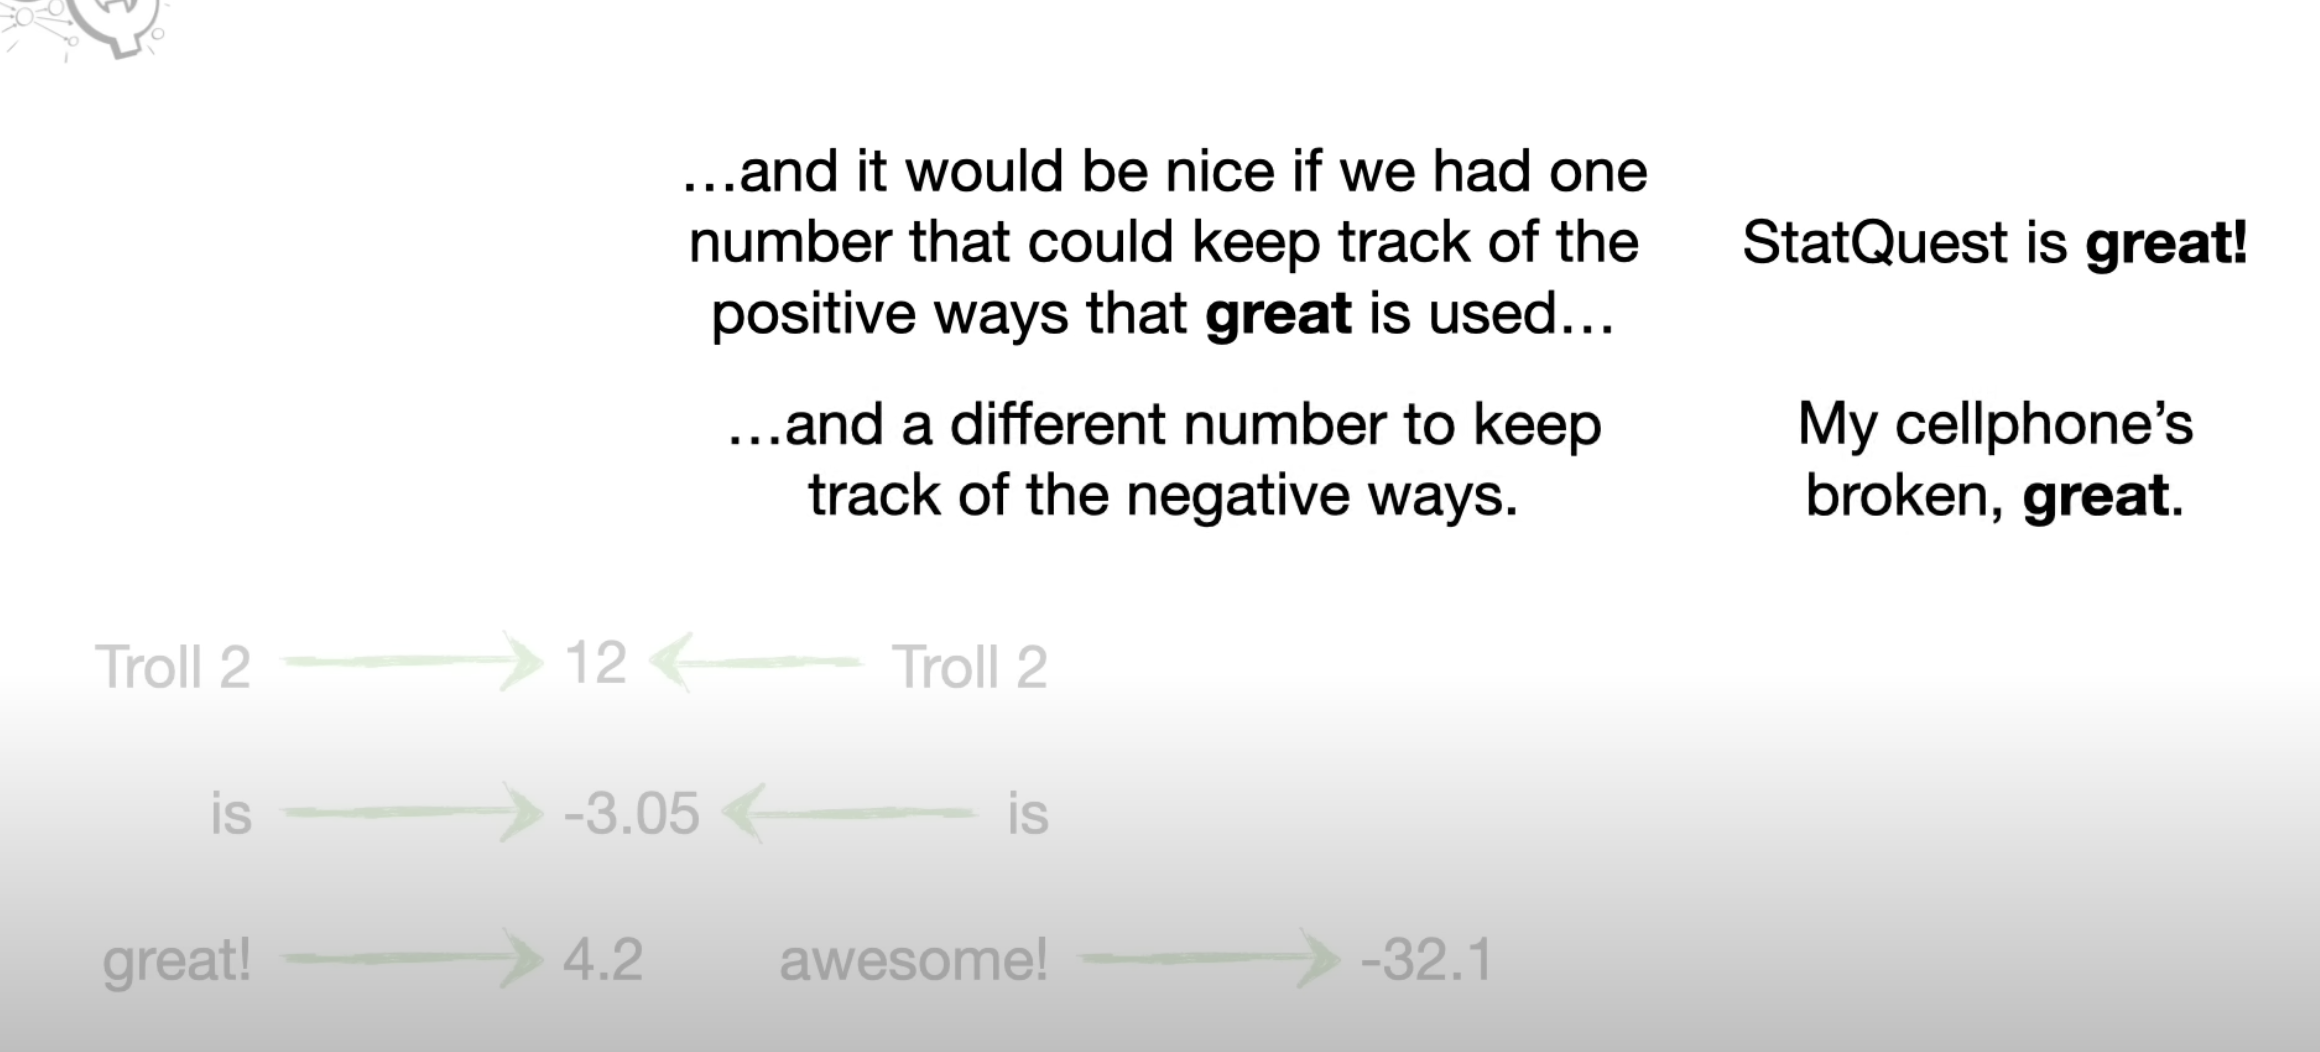 …and it would be nice if we had one
number that could keep track of the
positive ways that great is used…
StatQuest is great!
…and a different number to keep
track of the negative ways.
My cellphone’s
broken, great.
Troll 2 12 Troll 2
is -3.05 is
great! 4.2 awesome! -32.1